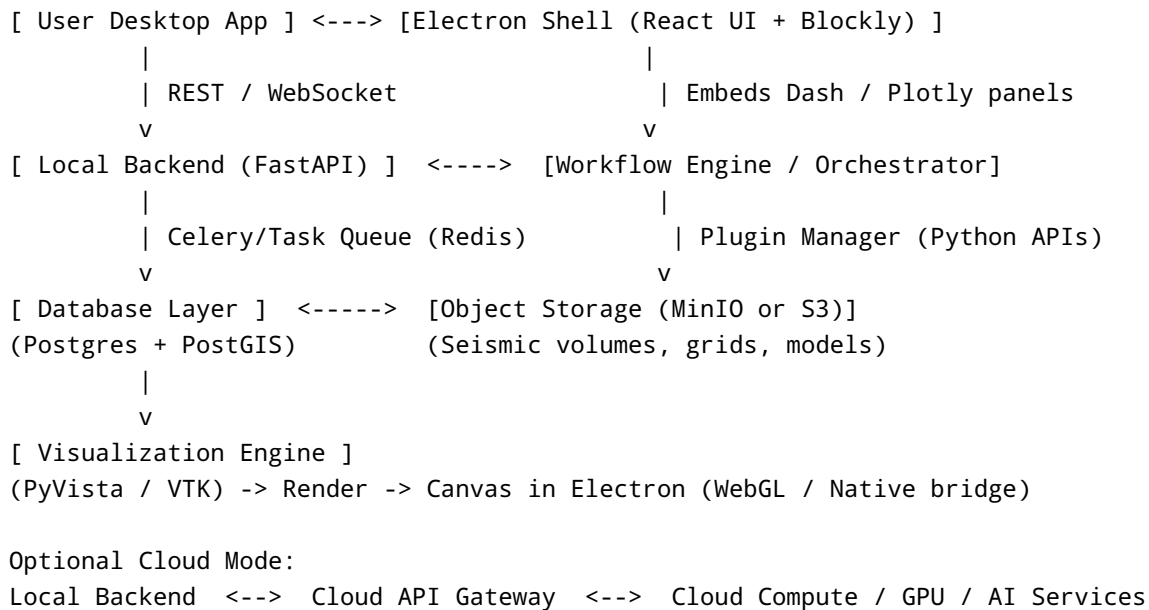 [ User Desktop App ] <---> [Electron Shell (React UI + Blockly) ]
| |
| REST / WebSocket | Embeds Dash / Plotly panels
v v
[ Local Backend (FastAPI) ] <----> [Workflow Engine / Orchestrator]
| |
| Celery/Task Queue (Redis) | Plugin Manager (Python APIs)
v v
[ Database Layer ] <-----> [Object Storage (MinIO or S3)]
(Postgres + PostGIS) (Seismic volumes, grids, models)
|
v
[ Visualization Engine ]
(PyVista / VTK) -> Render -> Canvas in Electron (WebGL / Native bridge)

Optional Cloud Mode:
Local Backend <--> Cloud API Gateway <--> Cloud Compute / GPU / AI Services